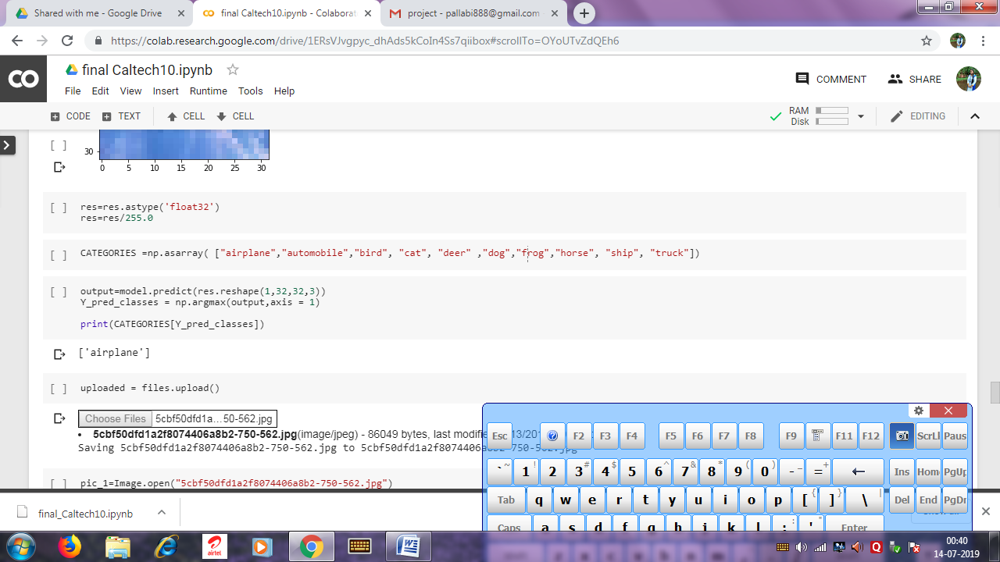 Shared with me - Google Drive
final Caltech10.ipynb - Colaborat
project - pallabi888@gmail.com
https://colab.research.google.com/drive/1ERsVJvgpyc_dhAds5kCoIn4Ss7qiibox#scrollTo=OYoUTvZdQEh6
final Caltech10.ipynb
COMMENT SHARE
File Edit View Insert Runtime Tools Help
CODE TEXT CELL CELL
RAM
Disk
EDITING
[ ]
30
0 5 10 15 20 25 30
[ ] res=res.astype('float32')
res=res/255.0
[ ] CATEGORIES =np.asarray( ["airplane","automobile","bird", "cat", "deer" ,"dog","frog","horse", "ship", "truck"])
[ ] output=model.predict(res.reshape(1,32,32,3))
Y_pred_classes = np.argmax(output,axis = 1)
print(CATEGORIES[Y_pred_classes])
['airplane']
[ ] uploaded = files.upload()
Choose Files 5cbf50dfd1a...50-562.jpg
• 5cbf50dfd1a2f8074406a8b2-750-562.jpg(image/jpeg) - 86049 bytes, last modifie 13/201
Saving 5cbf50dfd1a2f8074406a8b2-750-562.jpg to 5cbf50dfd1a2f8074406a8b2-750-562.jpg
[ ] pic_1=Image.open("5cbf50dfd1a2f8074406a8b2-750-562.jpg")
Esc F2 F3 F4 F5 F6 F7 F8 F9 F11 F12 ScrLl Paus
` ~ 1 ! 2 3 # 4 $ 5 6 ^ 7 & 8 * 9 ( 0 ) - _ = + ← Ins Home PgUp
Tab q w e r t y u i o p [ { ] } \ | Del End PgDn
Caps a s d f g h j k l ; : ' " Enter
final_Caltech10.ipynb
airtel
00:40
14-07-2019